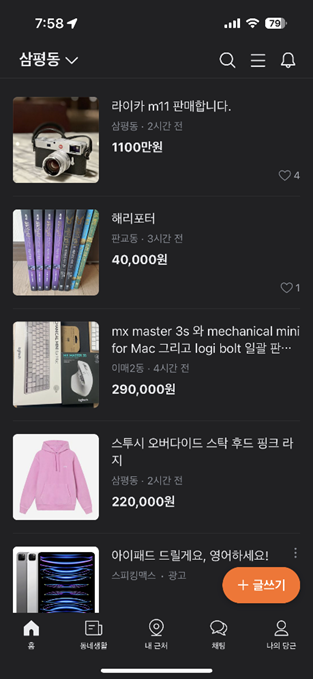 7:58
79
삼평동
라이카 m11 판매합니다.
삼평동 · 2시간 전
1100만원
4
해리포터
판교동 · 3시간 전
40,000원
1
mx master 3s 와 mechanical mini
for Mac 그리고 logi bolt 일괄 판…
이매2동 · 4시간 전
290,000원
스투시 오버다이드 스탁 후드 핑크 라
지
삼평동 · 2시간 전
220,000원
아이패드 드릴게요, 영어하세요!
스피킹맥스 · 광고
+ 글쓰기
홈
동네생활
내 근처
채팅
나의 당근